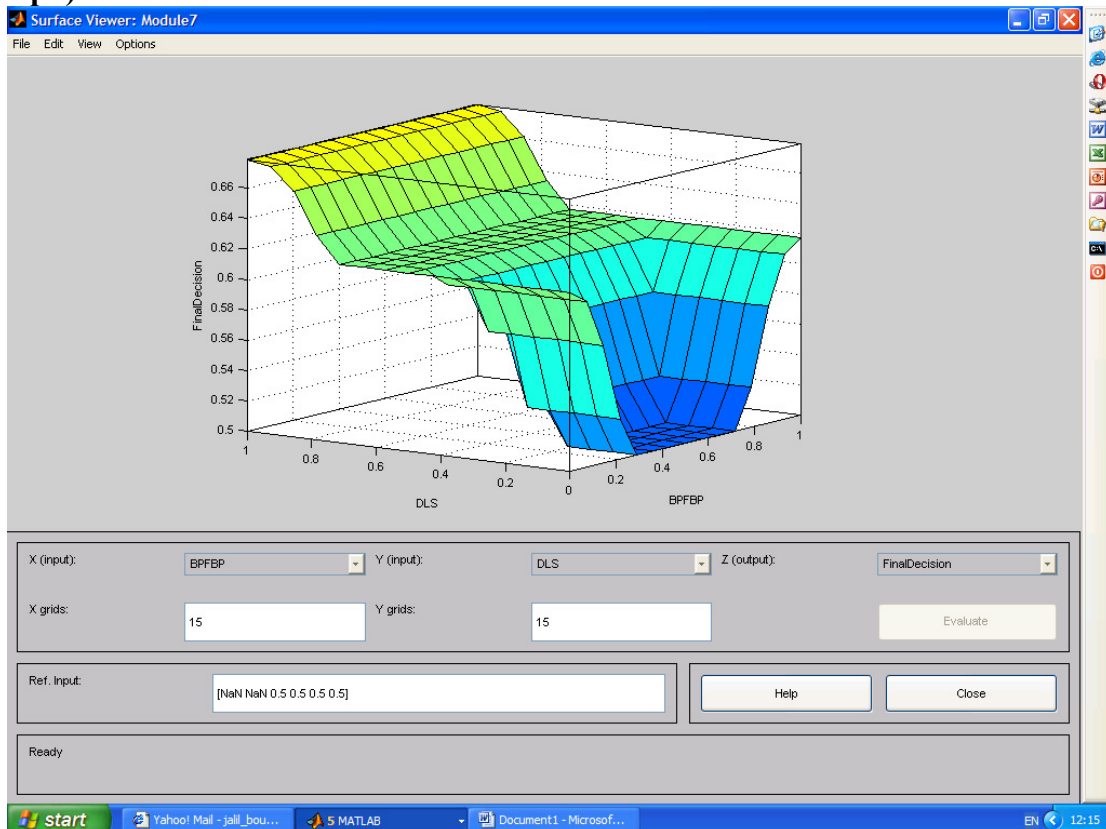 Surface Viewer: Module7
File Edit View Options
0.66
0.64
0.62
0.6
0.58
0.56
0.54
0.52
0.5
FinalDecision
1
0.8
0.6
0.4
0.2
0
DLS
0.2
0.4
0.6
0.8
1
BPFBP
X (input): BPFBP Y (input): DLS Z (output): FinalDecision
X grids: 15 Y grids: 15 Evaluate
Ref. Input: [NaN NaN 0.5 0.5 0.5 0.5] Help Close
Ready
start Yahoo! Mail - jalil_bou... 5 MATLAB Document1 - Microsof... EN 12:15